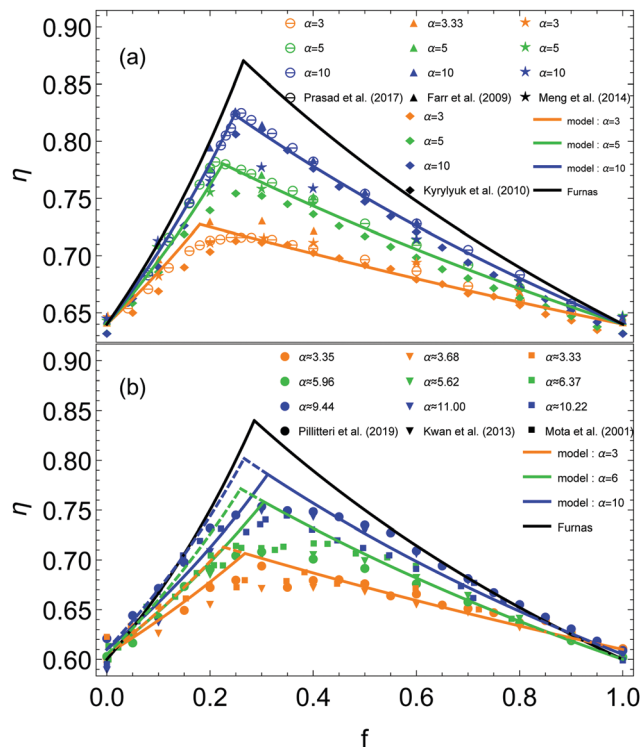 0.90
(a)
α=3 α=3.33 α=3
α=5 α=5 α=5
0.85
α=10 α=10 α=10
Prasad et al. (2017) Farr et al. (2009) Meng et al. (2014)
α=3 model : α=3
0.80
α=5 model : α=5
α=10 model : α=10
Kyrylyuk et al. (2010) Furnas
η
0.75
0.70
0.65
0.90
(b)
α≈3.35 α≈3.68 α≈3.33
α≈5.96 α≈5.62 α≈6.37
0.85
α≈9.44 α≈11.00 α≈10.22
Pillitteri et al. (2019) Kwan et al. (2013) Mota et al. (2001)
model : α=3
0.80
model : α=6
model : α=10
Furnas
η
0.75
0.70
0.65
0.60
0.0 0.2 0.4 0.6 0.8 1.0
f